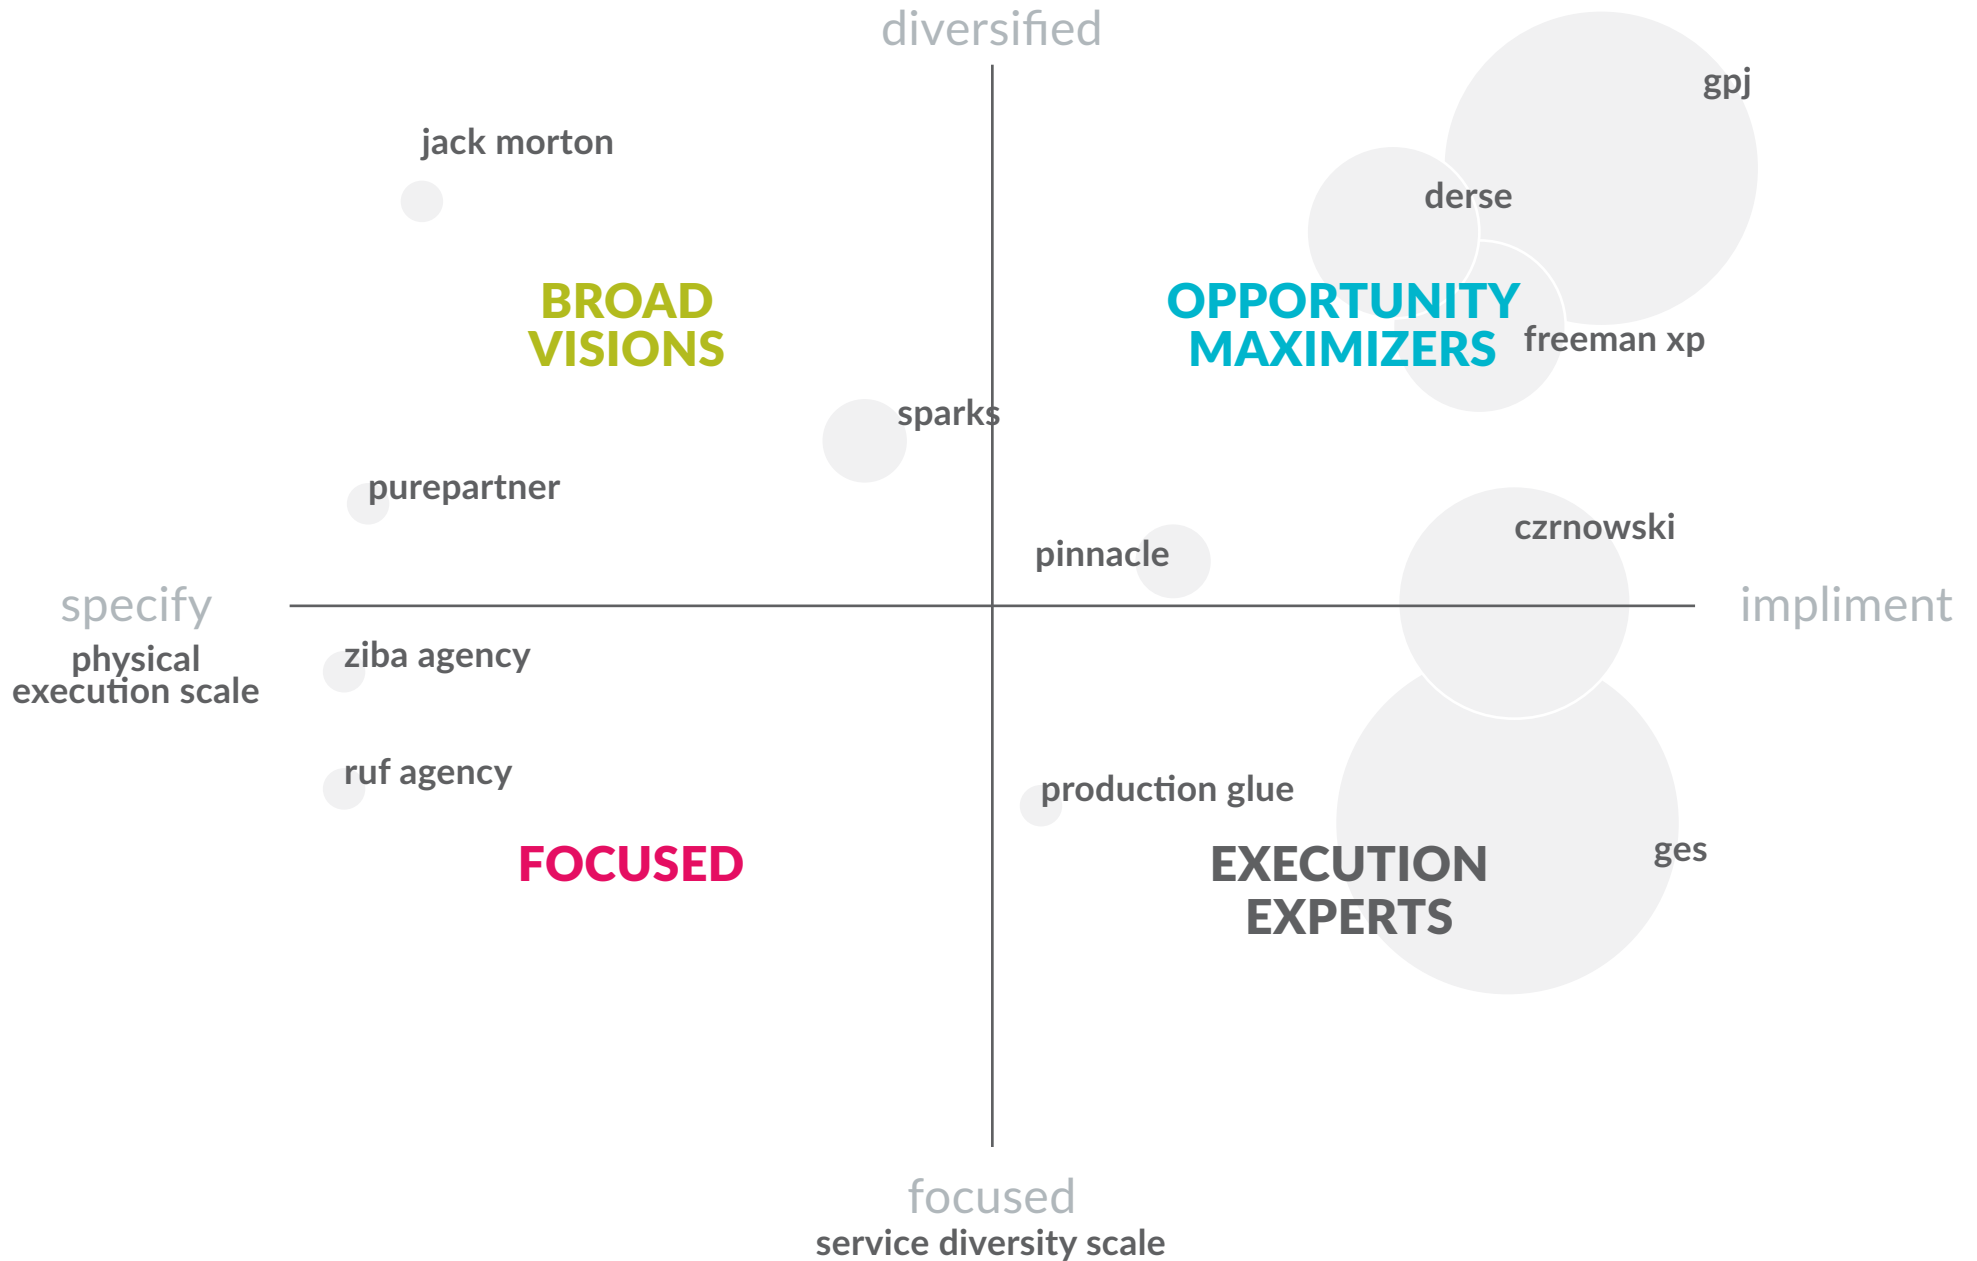 diversified
gpj
jack morton
derse
BROAD
VISIONS
OPPORTUNITY
MAXIMIZERS
freeman xp
sparks
purepartner
czrnowski
pinnacle
specify
impliment
physical
execution scale
ziba agency
ruf agency
production glue
FOCUSED
EXECUTION
EXPERTS
ges
focused
service diversity scale